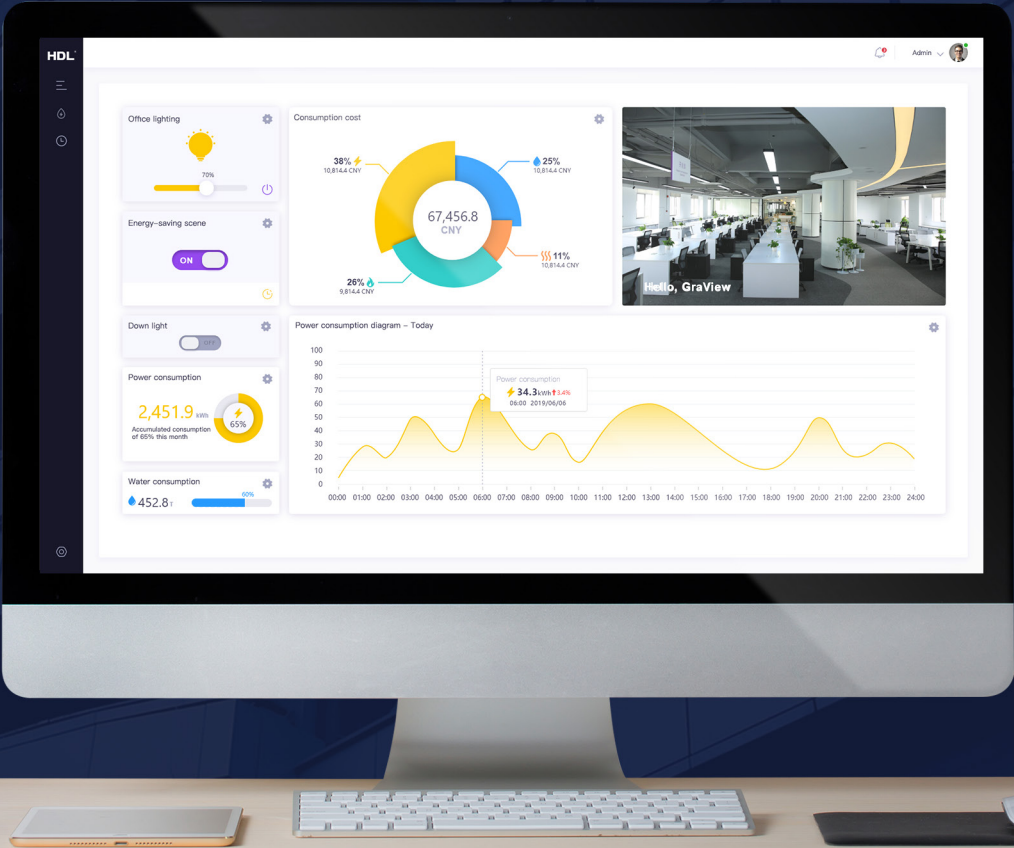 HDL
Admin
Office lighting
70%
Energy-saving scene
ON
Down light
OFF
Power consumption
2,451.9 kWh
65%
Accumulated consumption
of 65% this month
Water consumption
60%
452.8 T
Consumption cost
38%
10,814.4 CNY
25%
10,814.4 CNY
67,456.8
CNY
11%
10,814.4 CNY
26%
9,814.4 CNY
Hello, GraView
Power consumption diagram - Today
100
90
80
70
60
50
40
30
20
10
0
Power consumption
34.3kWh 3.4%
06:00 2019/06/06
00:00 01:00 02:00 03:00 04:00 05:00 06:00 07:00 08:00 09:00 10:00 11:00 12:00 13:00 14:00 15:00 16:00 17:00 18:00 19:00 20:00 21:00 22:00 23:00 24:00